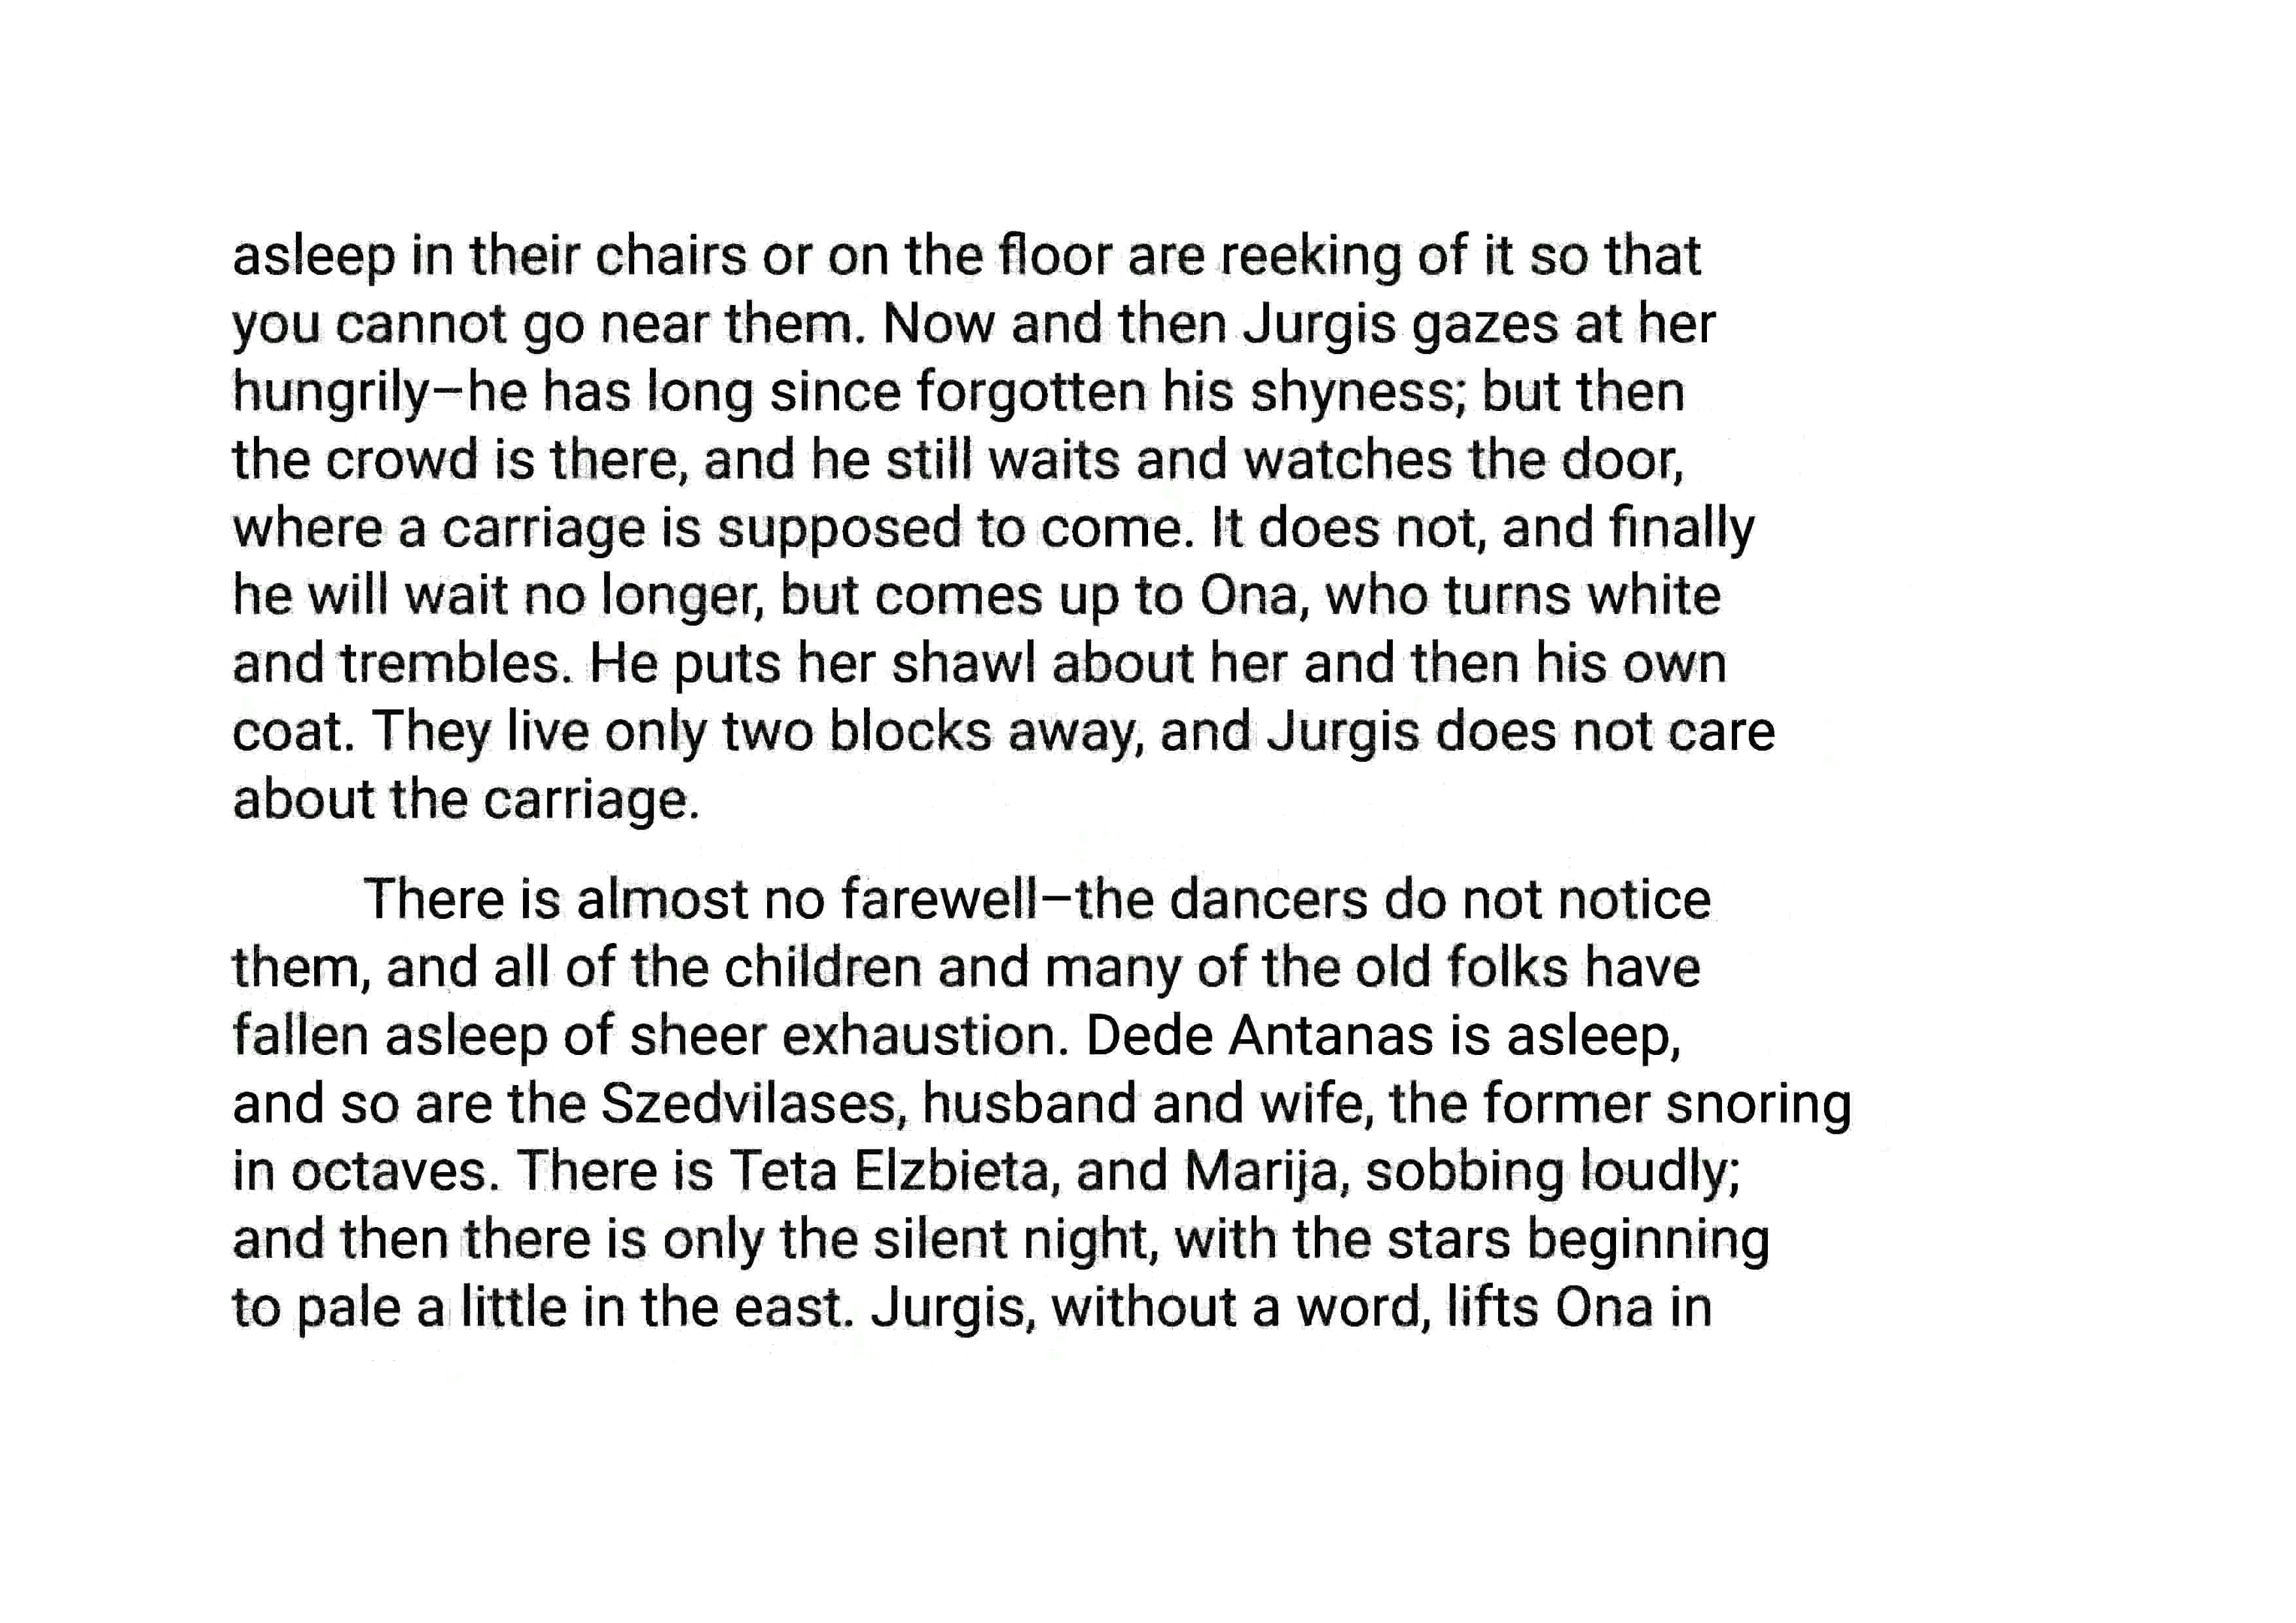 asleep in their chairs or on the floor are reeking of it so that
you cannot go near them. Now and then Jurgis gazes at her
hungrily–he has long since forgotten his shyness; but then
the crowd is there, and he still waits and watches the door,
where a carriage is supposed to come. It does not, and finally
he will wait no longer, but comes up to Ona, who turns white
and trembles. He puts her shawl about her and then his own
coat. They live only two blocks away, and Jurgis does not care
about the carriage.
There is almost no farewell–the dancers do not notice
them, and all of the children and many of the old folks have
fallen asleep of sheer exhaustion. Dede Antanas is asleep,
and so are the Szedvilases, husband and wife, the former snoring
in octaves. There is Teta Elzbieta, and Marija, sobbing loudly;
and then there is only the silent night, with the stars beginning
to pale a little in the east. Jurgis, without a word, lifts Ona in